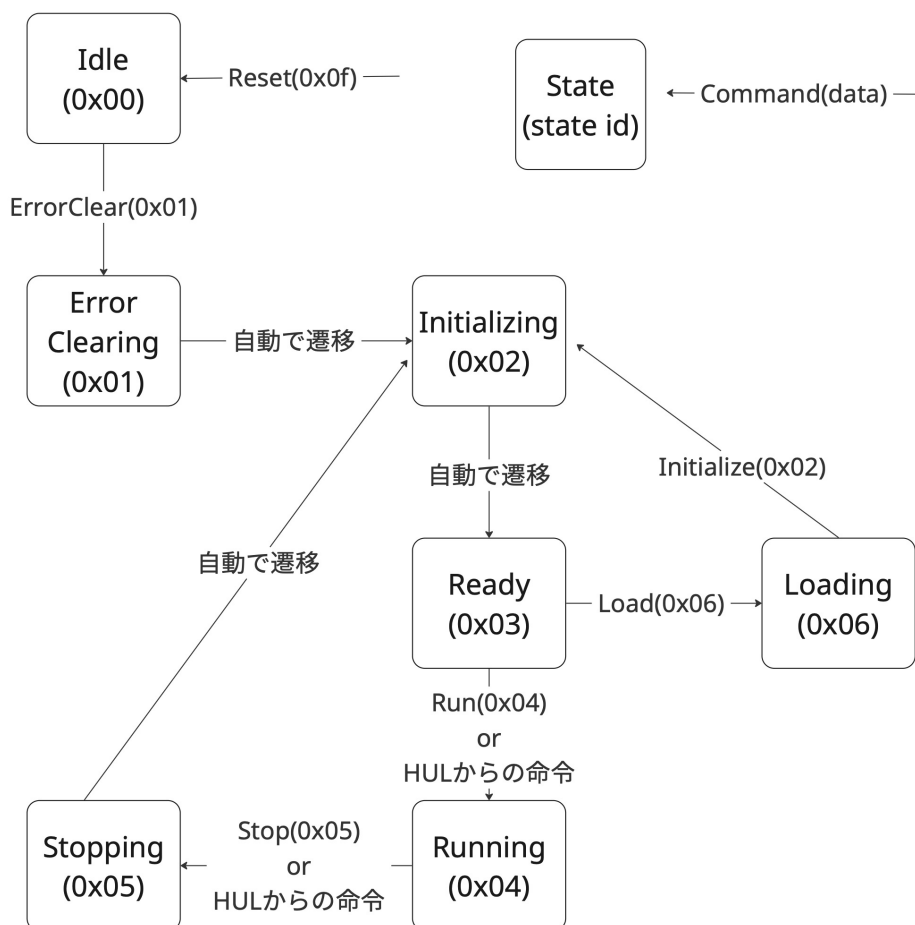 Idle
(0x00)
Reset(0x0f)
State
(state id)
Command(data)
ErrorClear(0x01)
Error
Clearing
(0x01)
自動で遷移
Initializing
(0x02)
自動で遷移
Initialize(0x02)
自動で遷移
Ready
(0x03)
Load(0x06)
Loading
(0x06)
Run(0x04)
or
HULからの命令
Stopping
(0x05)
Stop(0x05)
or
HULからの命令
Running
(0x04)